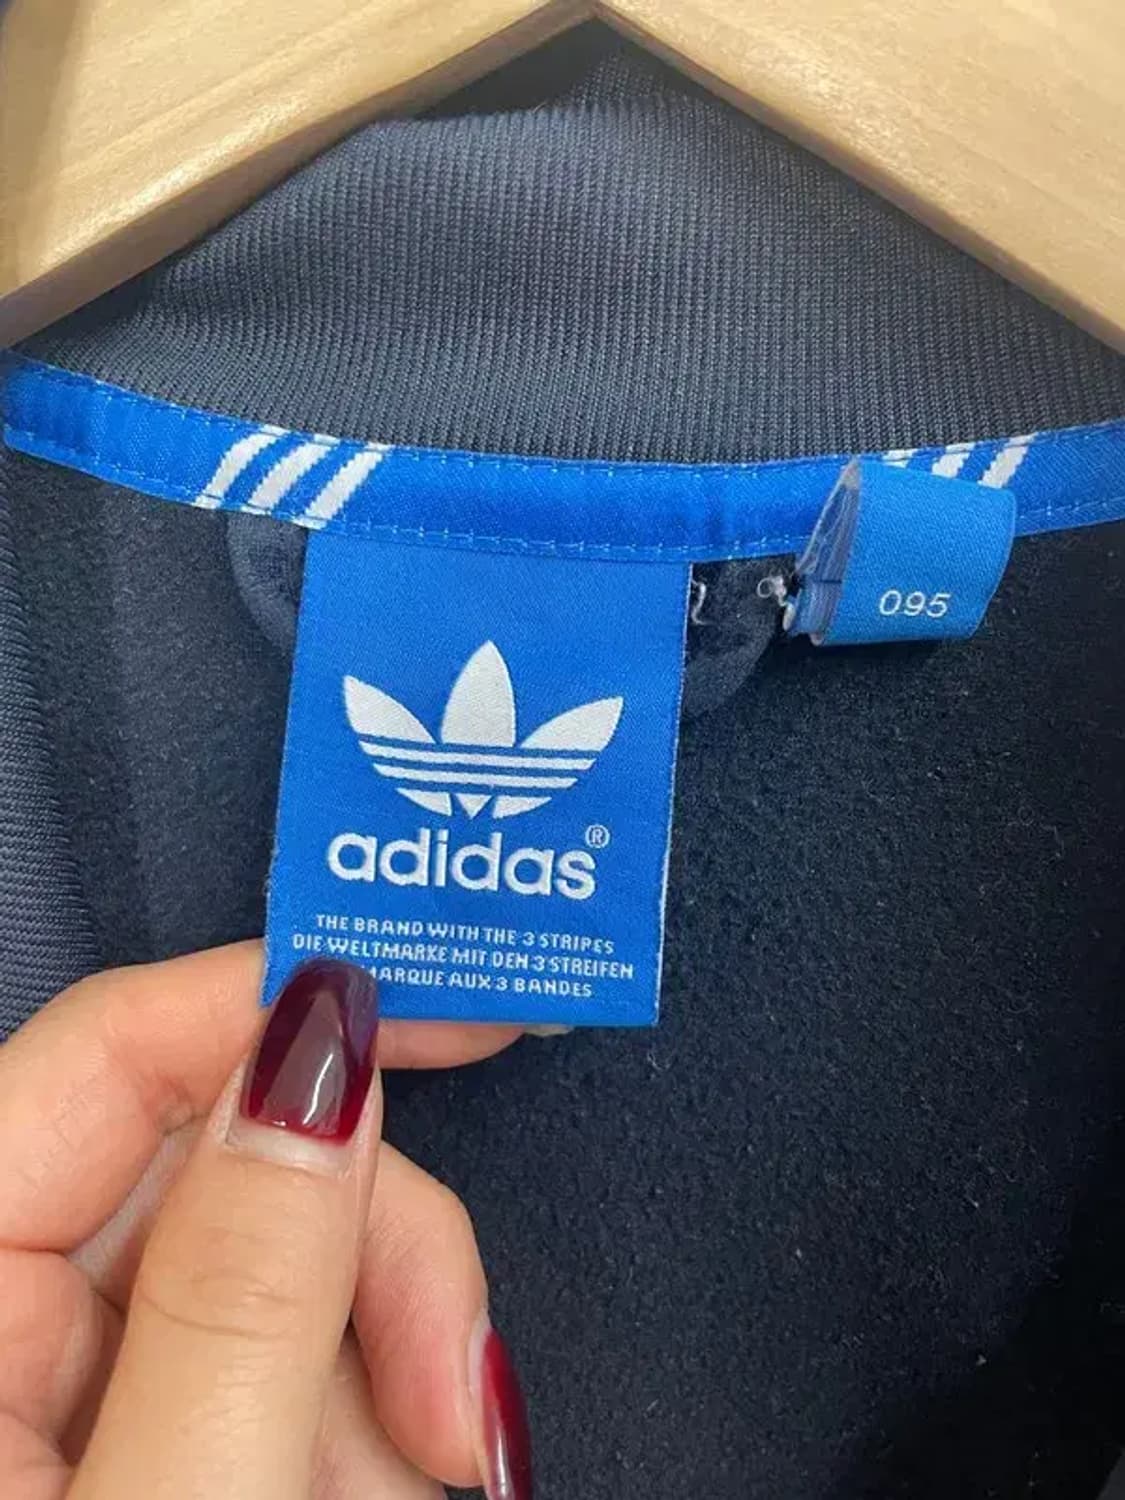 095
adidas®
THE BRAND WITH THE 3 STRIPES
DIE WELTMARKE MIT DEN 3 STREIFEN
MARQUE AUX 3 BANDES